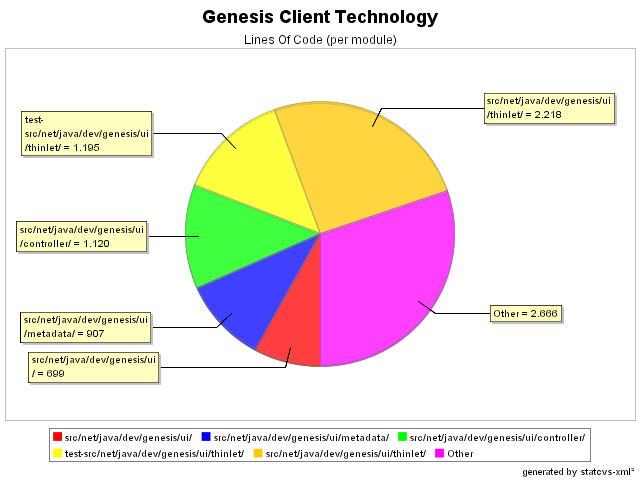 Genesis Client Technology
Lines Of Code (per module)
src/net/java/dev/genesis/ui
/thinlet/ = 2.218
test-
src/net/java/dev/genesis/ui
/thinlet/ = 1.195
src/net/java/dev/genesis/ui
/controller/ = 1.120
Other = 2.666
src/net/java/dev/genesis/ui
/metadata/ = 907
src/net/java/dev/genesis/ui
/ = 699
src/net/java/dev/genesis/ui/
src/net/java/dev/genesis/ui/metadata/
src/net/java/dev/genesis/ui/controller/
test-src/net/java/dev/genesis/ui/thinlet/
src/net/java/dev/genesis/ui/thinlet/
Other
generated by statcvs-xml²